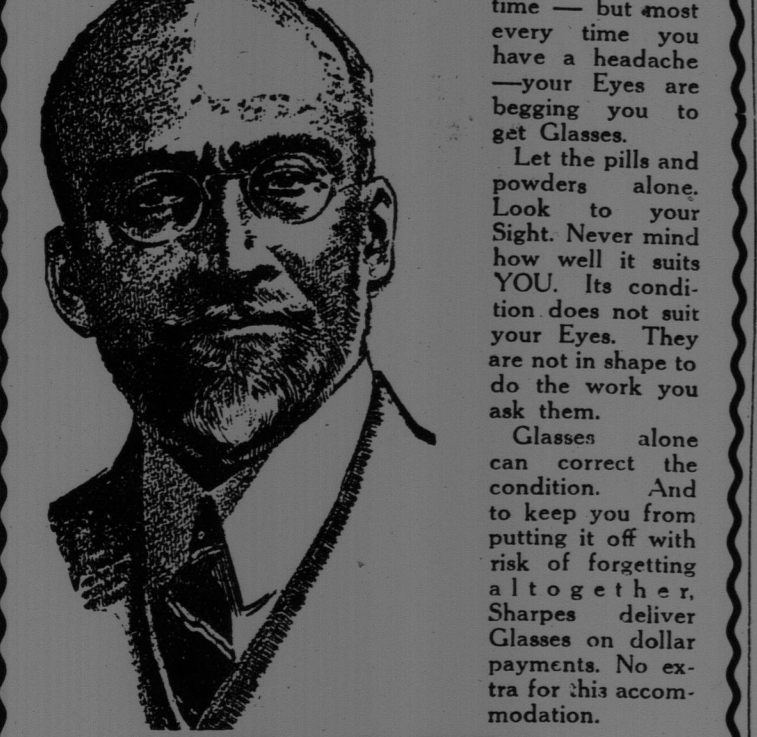 time — but most
every time you
have a headache
—your Eyes are
begging you to
get Glasses.
Let the pills and
powders alone.
Look to your
Sight. Never mind
how well it suits
YOU. Its condi-
tion does not suit
your Eyes. They
are not in shape to
do the work you
ask them.
Glasses alone
can correct the
condition. And
to keep you from
putting it off with
risk of forgetting
a l t o g e t h e r,
Sharpes deliver
Glasses on dollar
payments. No ex-
tra for this accom-
modation.